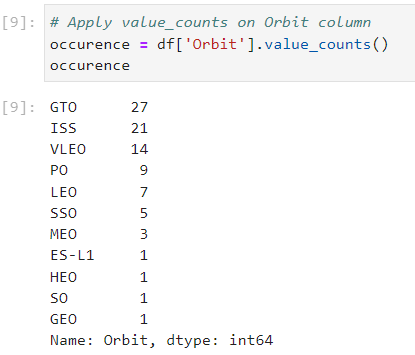 [9]: # Apply value_counts on Orbit column
occurence = df['Orbit'].value_counts()
occurence
[9]: GTO 27
ISS 21
VLEO 14
PO 9
LEO 7
SSO 5
MEO 3
ES-L1 1
HEO 1
SO 1
GEO 1
Name: Orbit, dtype: int64